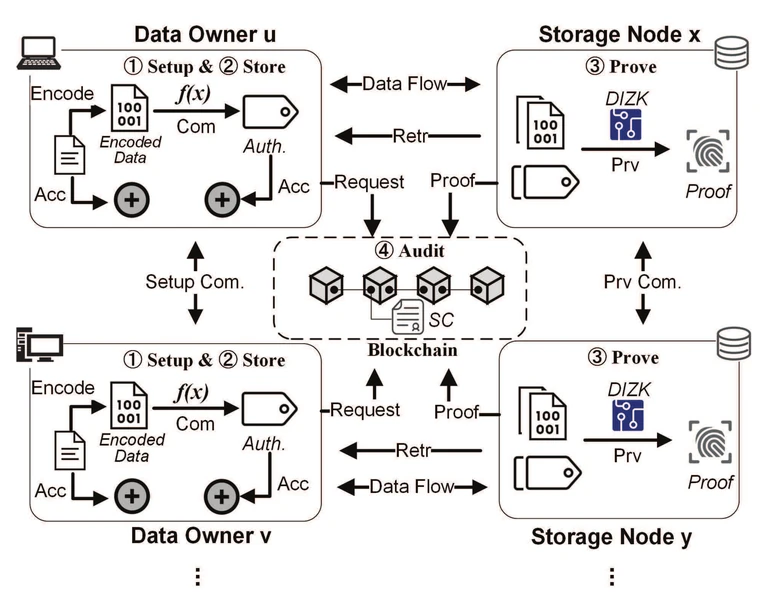 Data Owner u
Storage Node x
① Setup & ② Store
③ Prove
Encode
f(x)
Com
100
001
Encoded
Data
Auth.
Acc
Acc
Data Flow
Retr
Request
Proof
100
001
DIZK
Prv
Proof
④ Audit
SC
Blockchain
Setup Com.
Prv Com.
① Setup & ② Store
③ Prove
Encode
f(x)
Com
100
001
Encoded
Data
Auth.
Acc
Acc
Request
Proof
Retr
Data Flow
100
001
DIZK
Prv
Proof
Data Owner v
Storage Node y
⋮
⋮